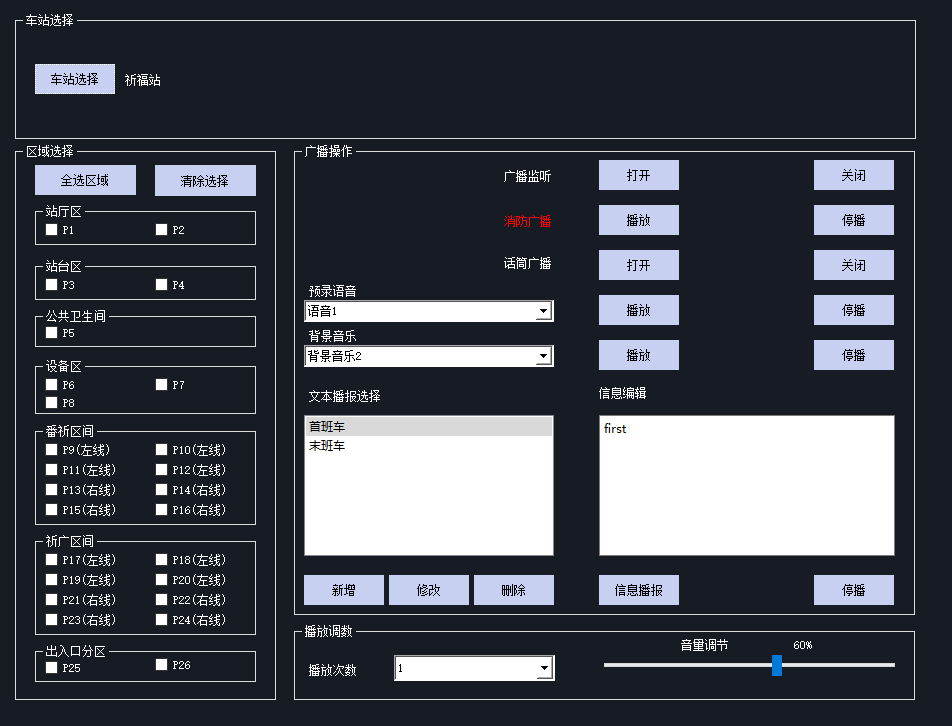 车站选择
车站选择 祈福站
区域选择
全选区域 清除选择
站厅区
P1 P2
站台区
P3 P4
公共卫生间
P5
设备区
P6 P7
P8
番祈区间
P9(左线) P10(左线)
P11(左线) P12(左线)
P13(右线) P14(右线)
P15(右线) P16(右线)
祈广区间
P17(左线) P18(左线)
P19(左线) P20(左线)
P21(右线) P22(右线)
P23(右线) P24(右线)
出入口分区
P25 P26
广播操作
广播监听 打开 关闭
消防广播 播放 停播
话筒广播 打开 关闭
预录语音
语音1 播放 停播
背景音乐
背景音乐2 播放 停播
文本播报选择 信息编辑
首班车 first
末班车
新增 修改 删除 信息播报 停播
播放调数
音量调节 60%
播放次数 1